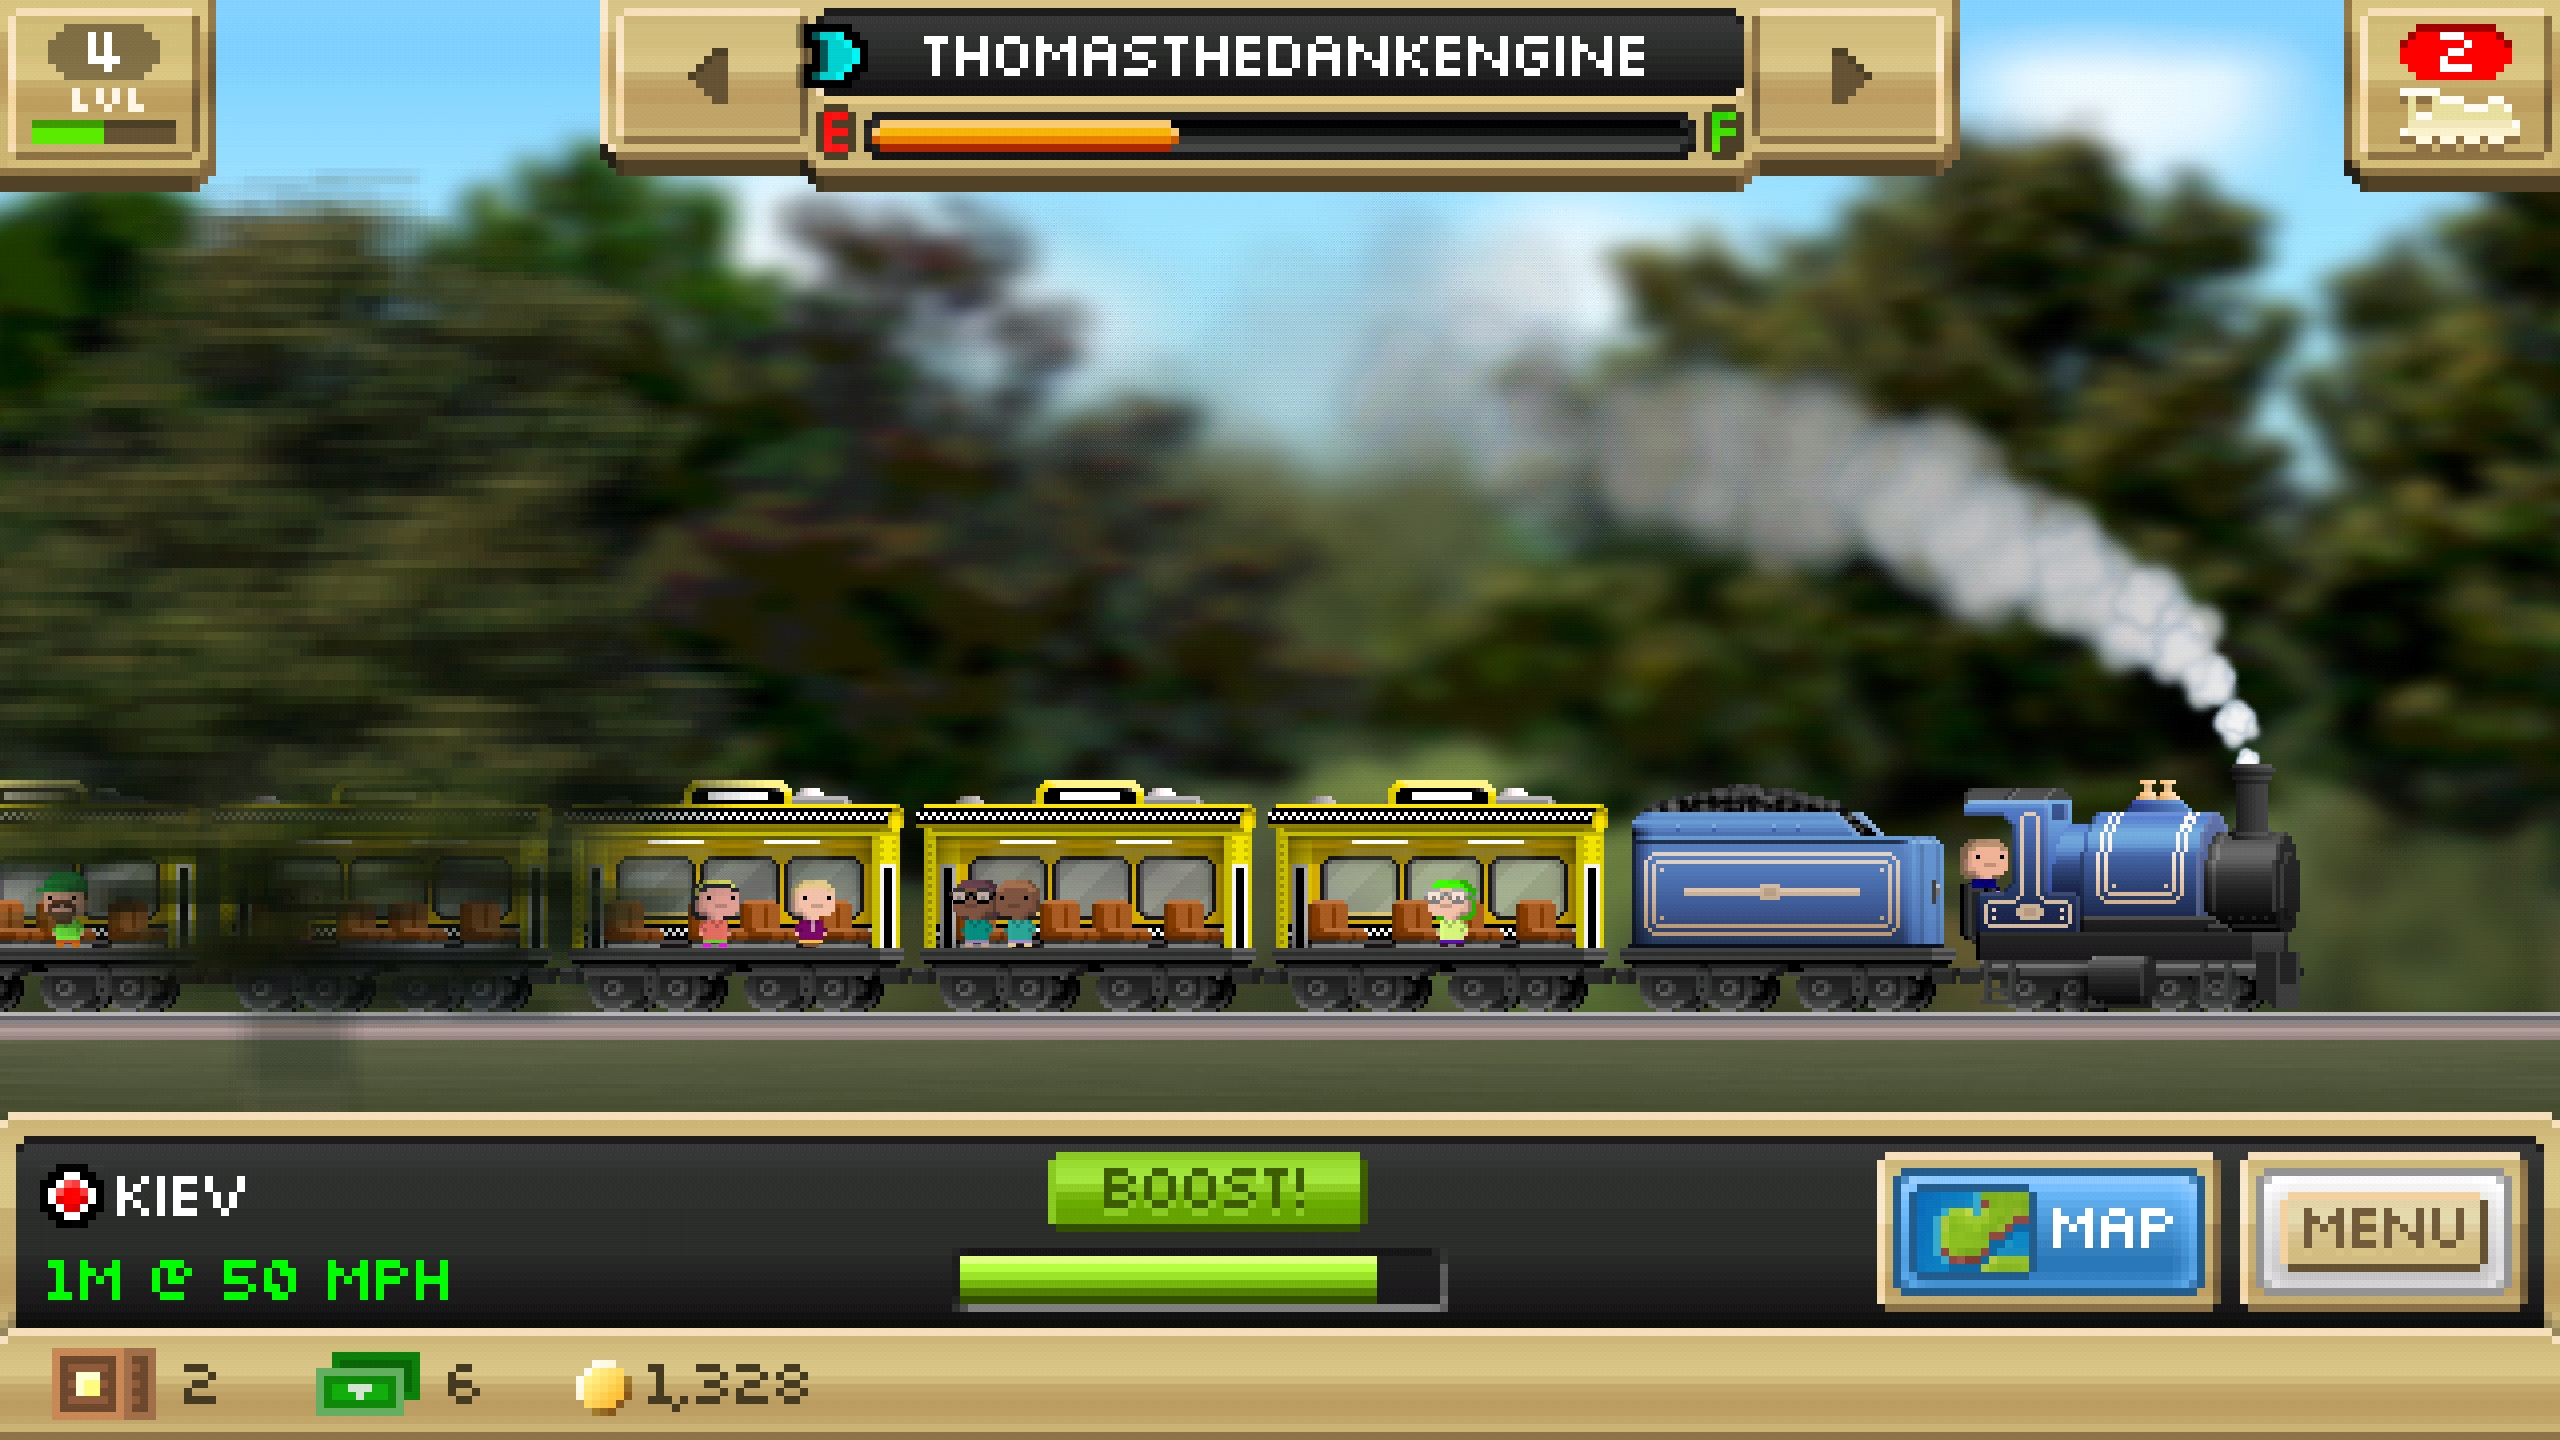 4
LVL
THOMASTHEDANKENGINE
E F
2
KIEV
1M @ 50 MPH
BOOST!
MAP
MENU
2 6 1,328